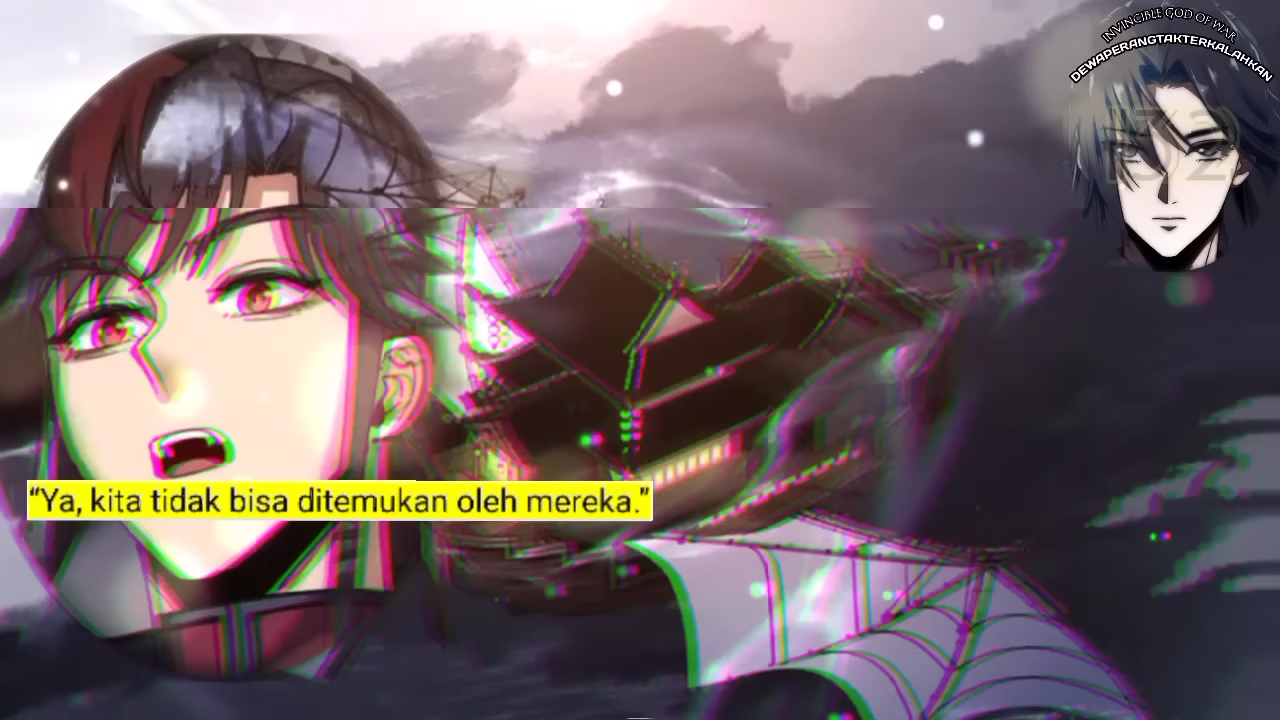 INVINCIBLE GOD OF WAR
DEWAPERANGTAKTERKALAHKAN
“Ya, kita tidak bisa ditemukan oleh mereka.”